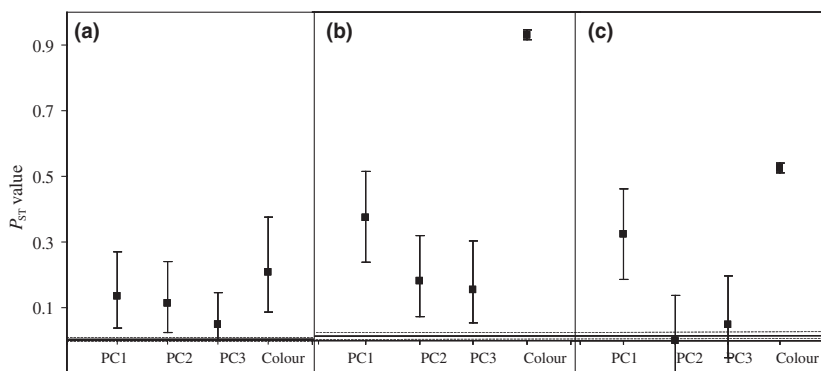 (a) (b) (c)
0.9
0.7
0.5
0.3
0.1
P_ST value
PC1 PC2 PC3 Colour PC1 PC2 PC3 Colour PC1 PC2 PC3 Colour